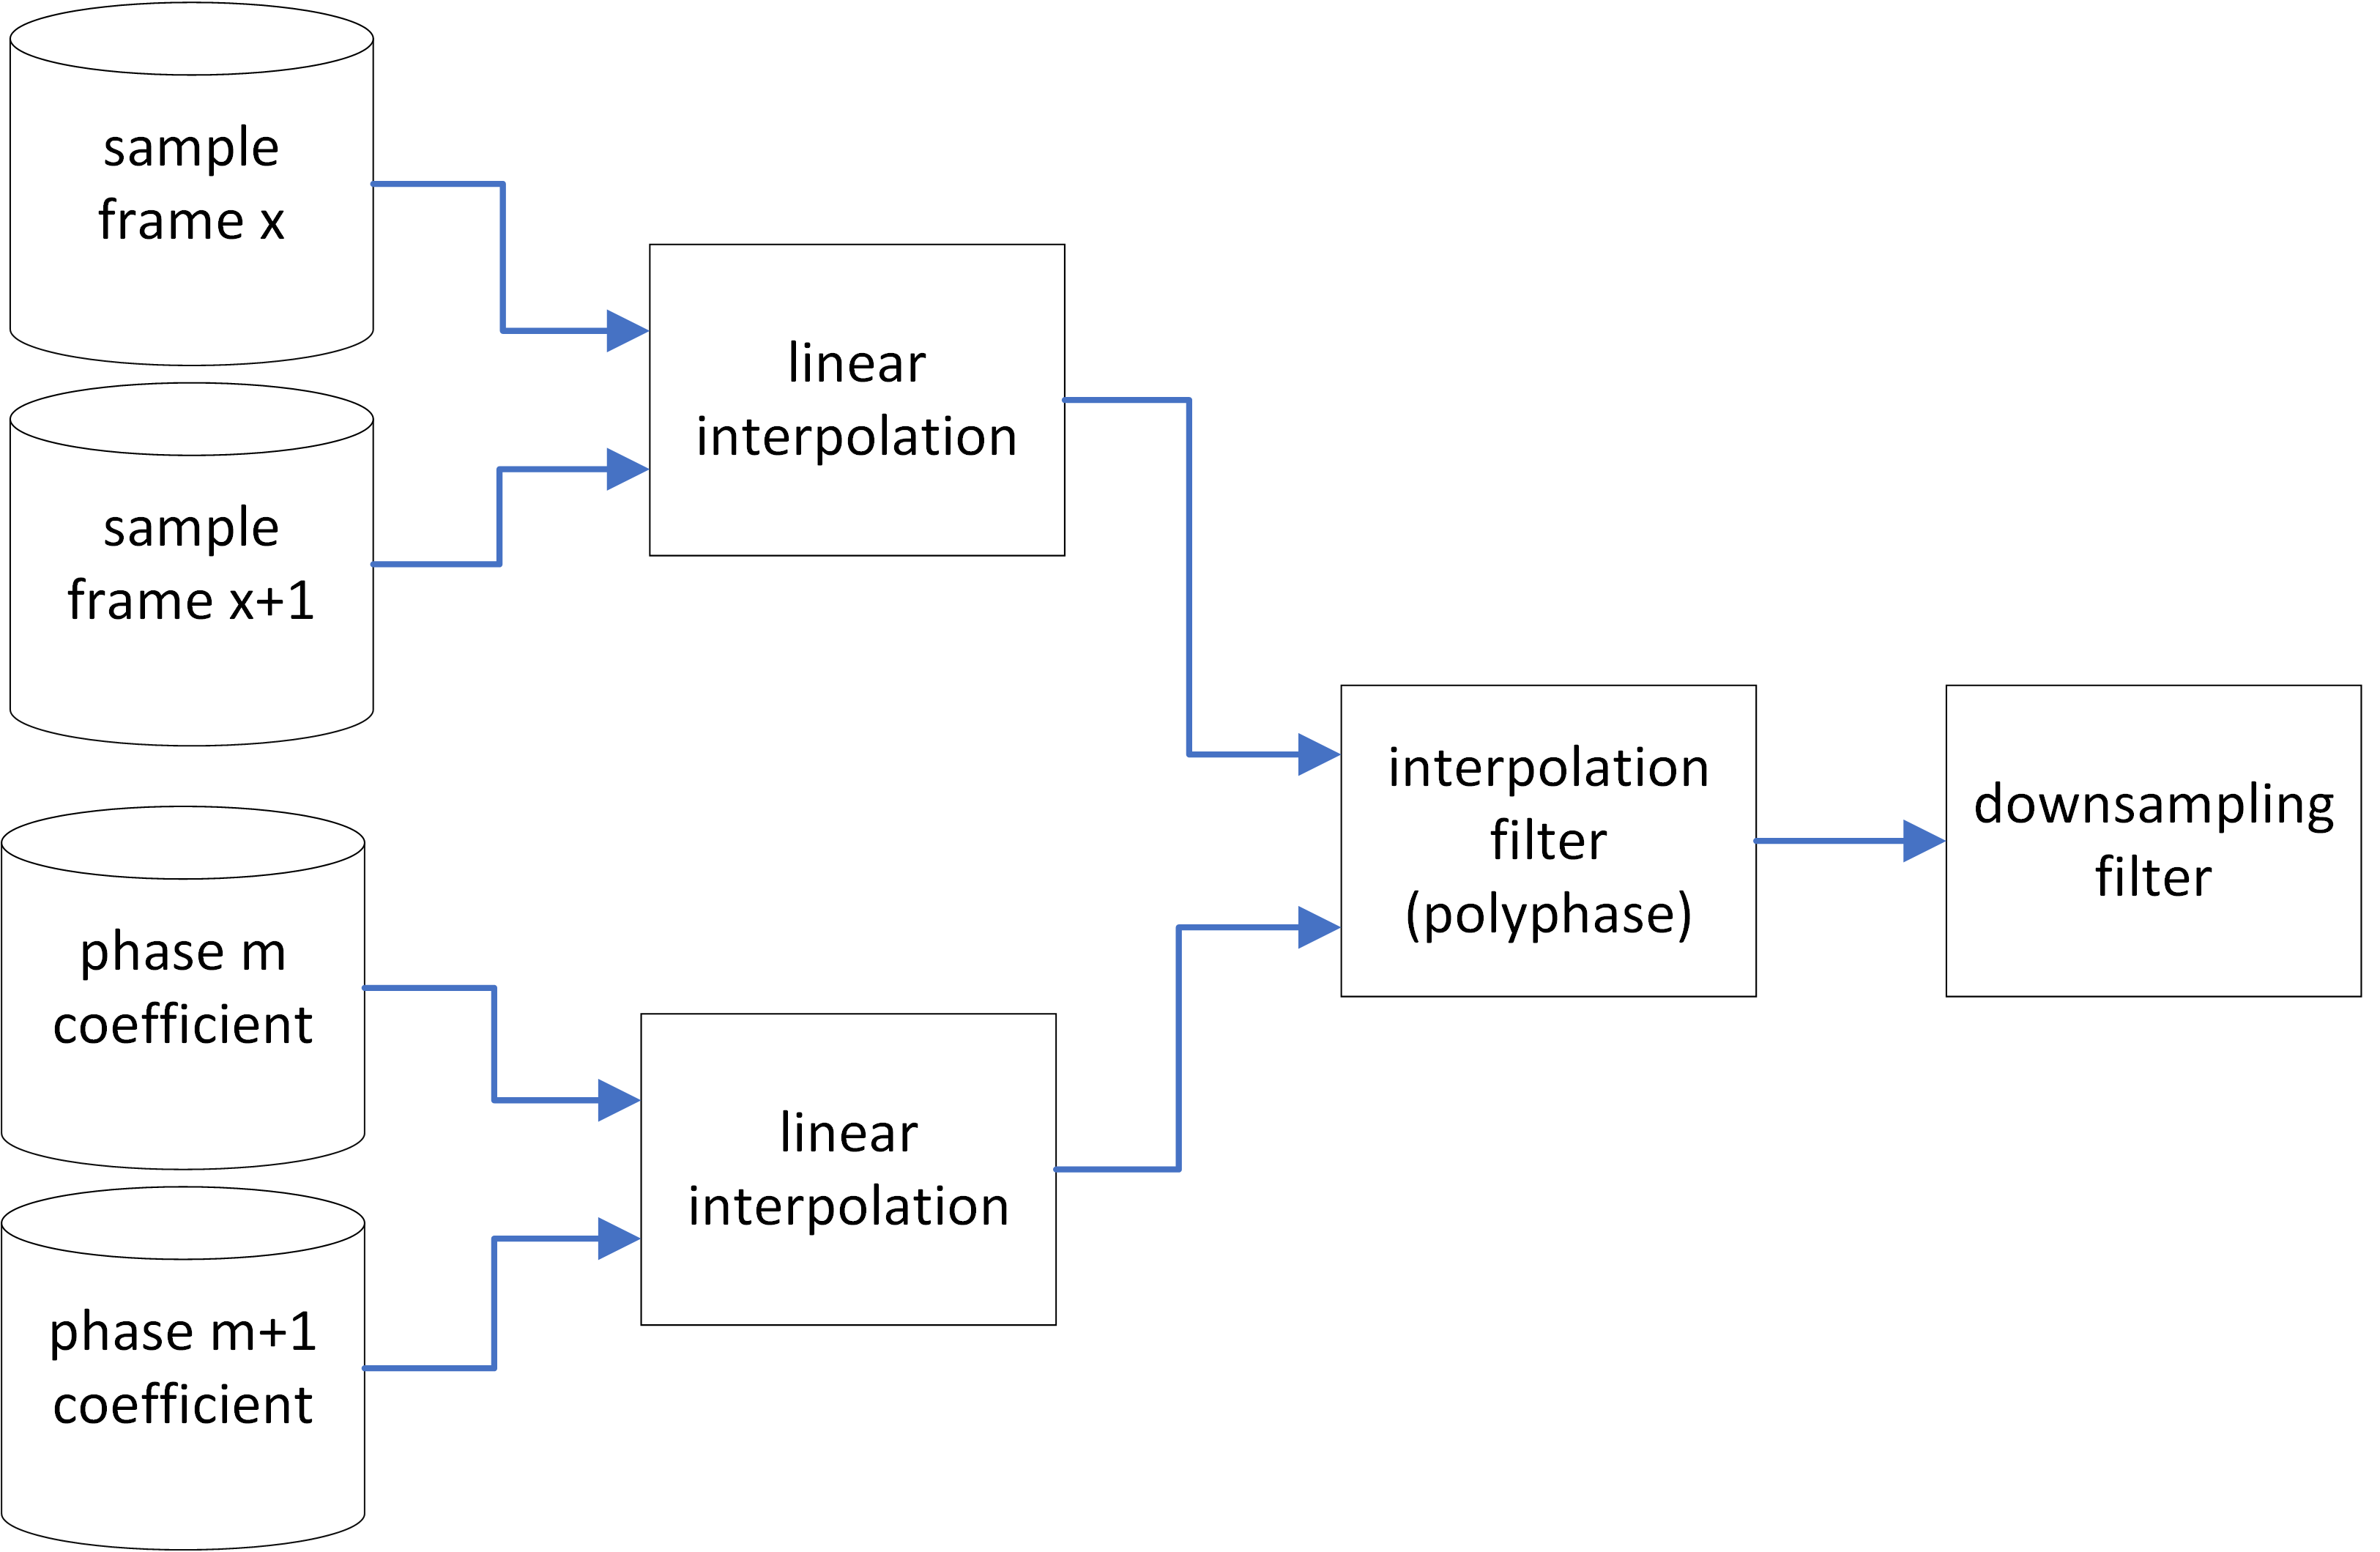 sample
frame x
sample
frame x+1
linear
interpolation
phase m
coefficient
phase m+1
coefficient
linear
interpolation
interpolation
filter
(polyphase)
downsampling
filter